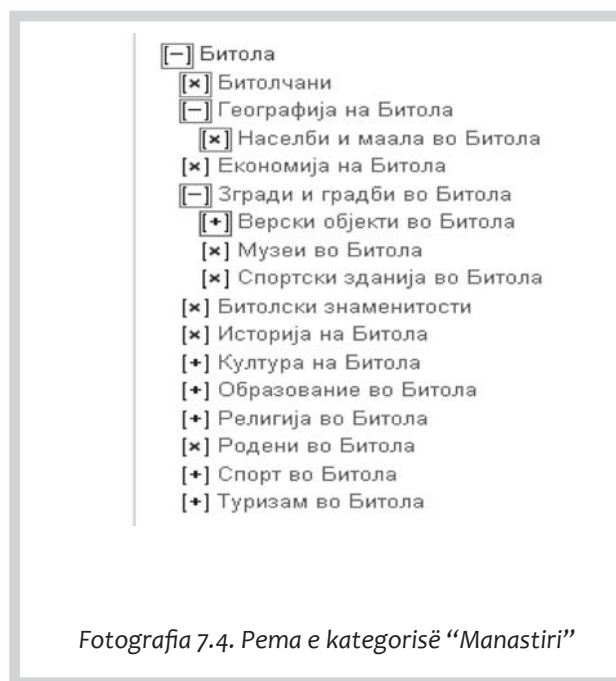 [−] Битола
[×] Битолчани
[−] Географија на Битола
[×] Населби и маала во Битола
[×] Економија на Битола
[−] Згради и градби во Битола
[+] Верски објекти во Битола
[×] Музеи во Битола
[×] Спортски зданија во Битола
[×] Битолски знаменитости
[×] Историја на Битола
[+] Култура на Битола
[+] Образование во Битола
[+] Религија во Битола
[×] Родени во Битола
[+] Спорт во Битола
[+] Туризам во Битола
Fotografia 7.4. Pema e kategorisë “Manastiri”